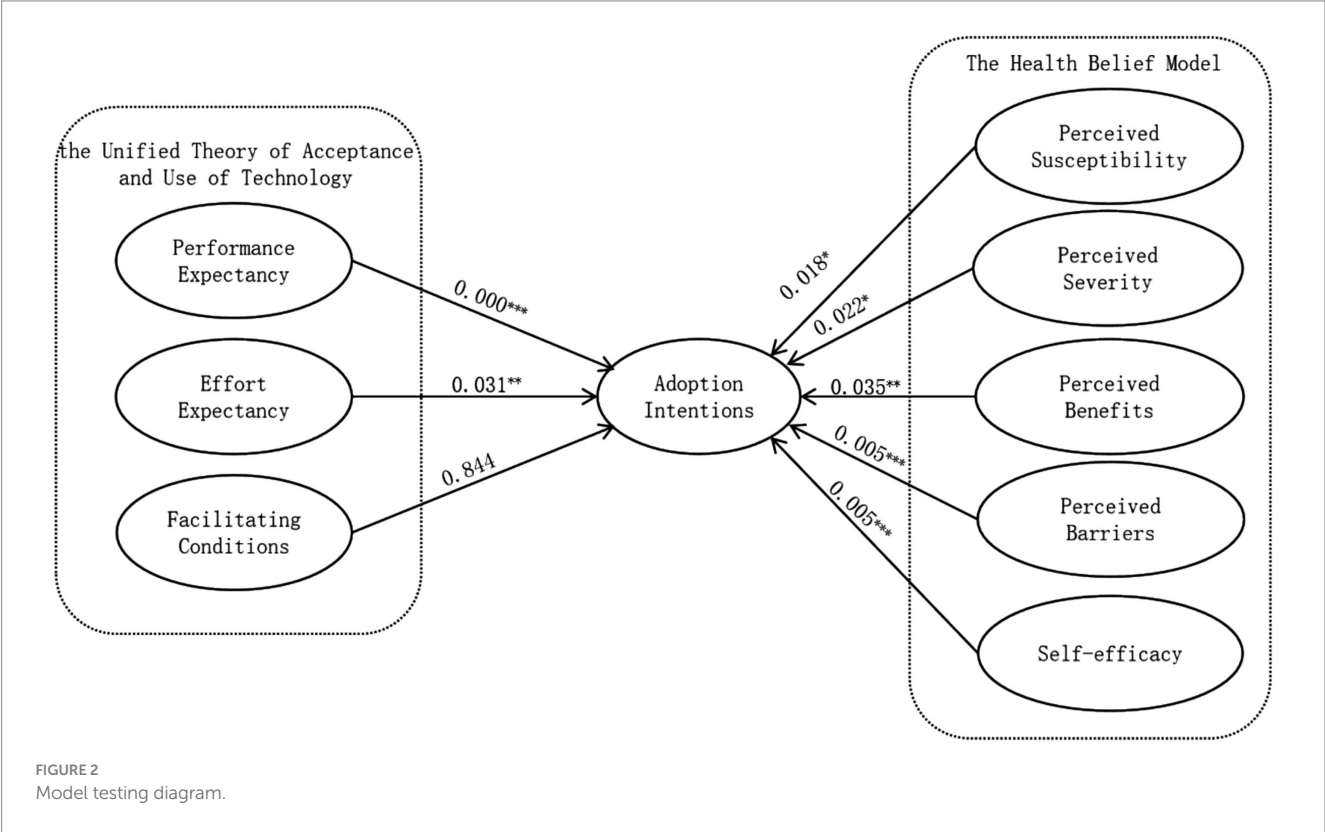 the Unified Theory of Acceptance
and Use of Technology
Performance
Expectancy
Effort
Expectancy
Facilitating
Conditions
0.000***
0.031**
0.844
Adoption
Intentions
The Health Belief Model
Perceived
Susceptibility
Perceived
Severity
Perceived
Benefits
Perceived
Barriers
Self-efficacy
0.018*
0.022*
0.035**
0.005***
0.005***
FIGURE 2
Model testing diagram.